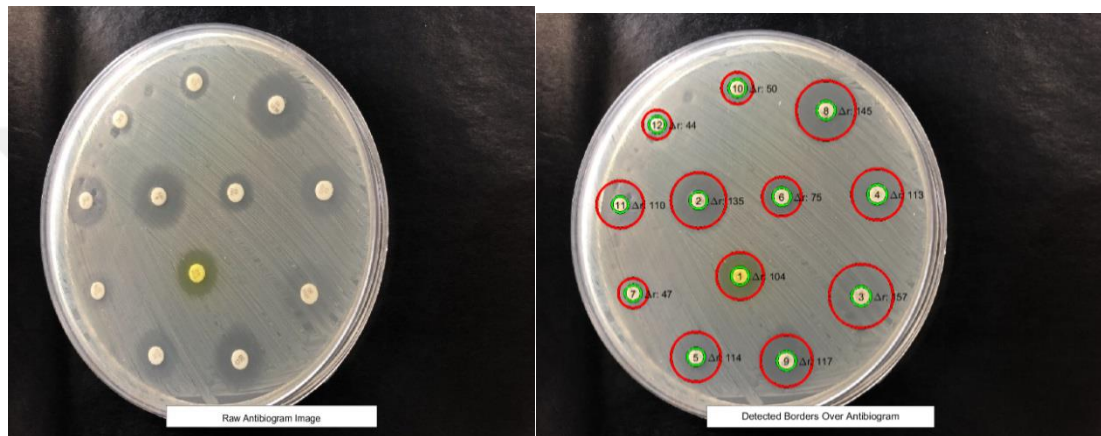 10 Δr: 50
8 Δr: 145
12 Δr: 44
11 Δr: 110
2 Δr: 135
6 Δr: 75
4 Δr: 113
1 Δr: 104
7 Δr: 47
3 Δr: 157
5 Δr: 114
9 Δr: 117
Raw Antibiogram Image
Detected Borders Over Antibiogram